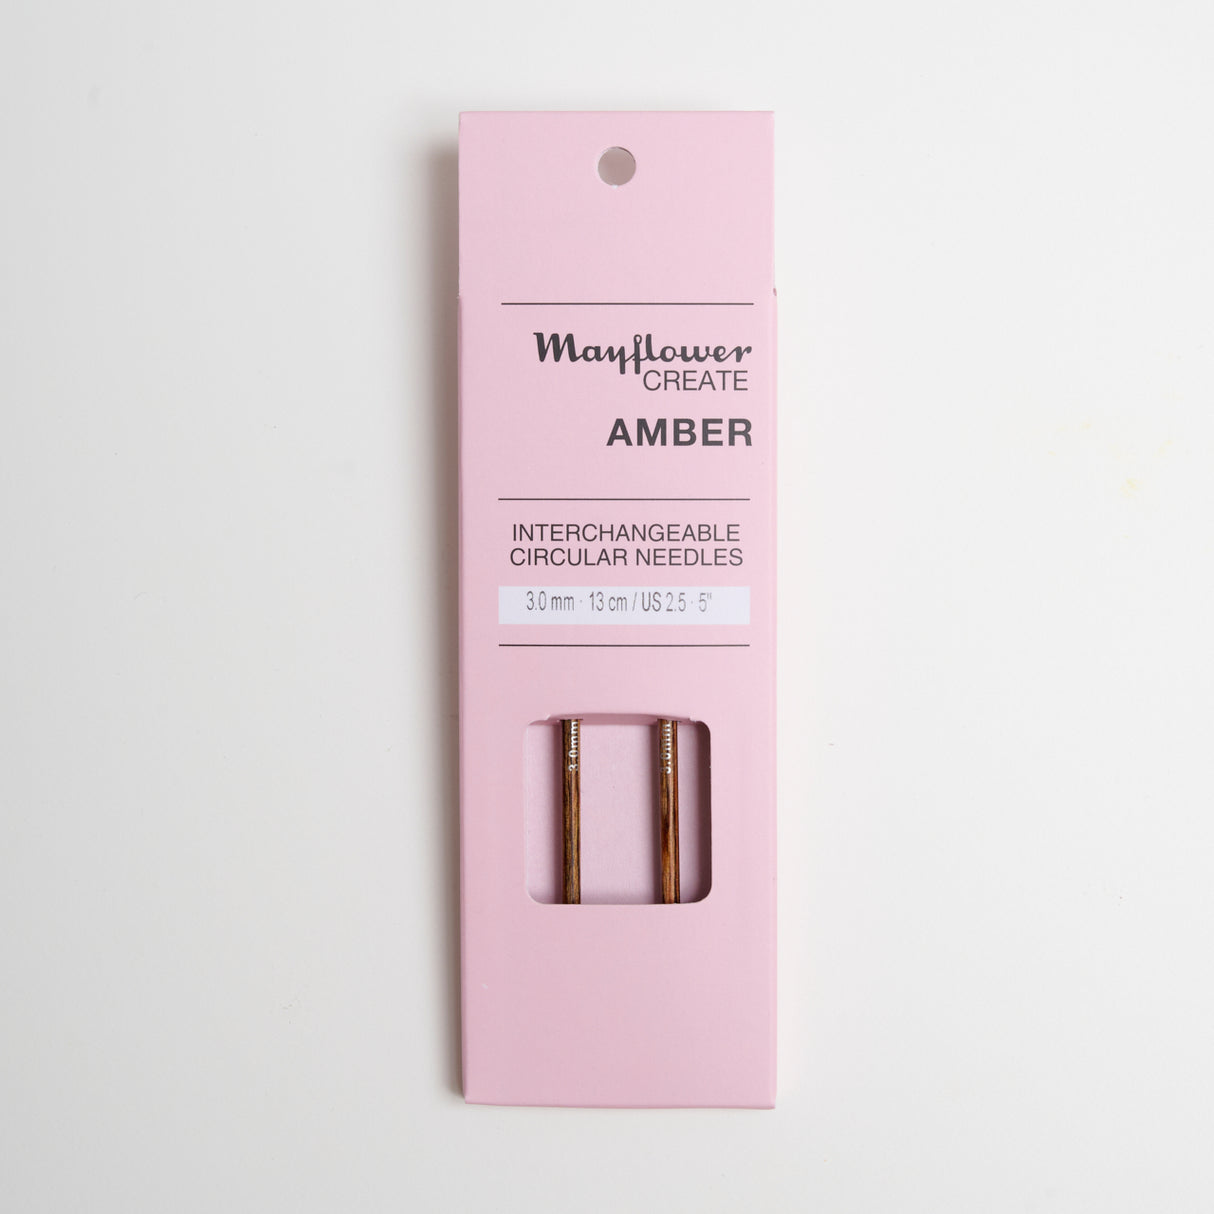 Mayflower
CREATE
AMBER
INTERCHANGEABLE
CIRCULAR NEEDLES
3.0 mm · 13 cm / US 2.5 · 5"
3.0mm
3.0mm